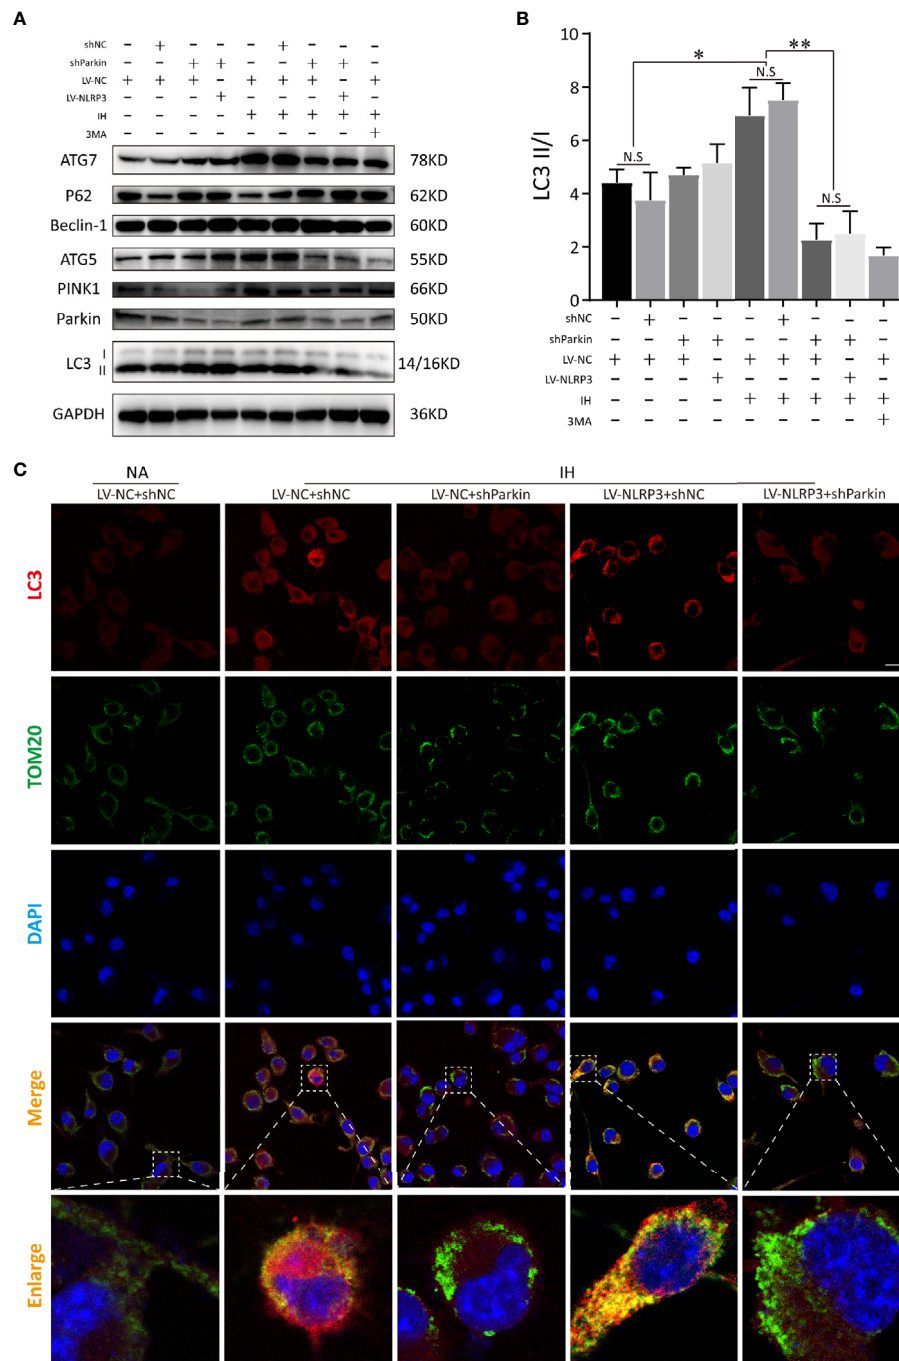 A
shNC − + − − − + − − −
shParkin − − + + − − + + −
LV-NC + + + − + + + − +
LV-NLRP3 − − − + − − − + −
IH − − − − + + + + +
3MA − − − − − − − − +
ATG7 78KD
P62 62KD
Beclin-1 60KD
ATG5 55KD
PINK1 66KD
Parkin 50KD
LC3 I II 14/16KD
GAPDH 36KD
B
LC3 II/I
10
8
6
4
2
0
* **
N.S
N.S
N.S
shNC − + − − − + − − −
shParkin − − + + − − + + −
LV-NC + + + − + + + − +
LV-NLRP3 − − − + − − − + −
IH − − − − + + + + +
3MA − − − − − − − − +
C
NA IH
LV-NC+shNC LV-NC+shNC LV-NC+shParkin LV-NLRP3+shNC LV-NLRP3+shParkin
LC3
TOM20
DAPI
Merge
Enlarge